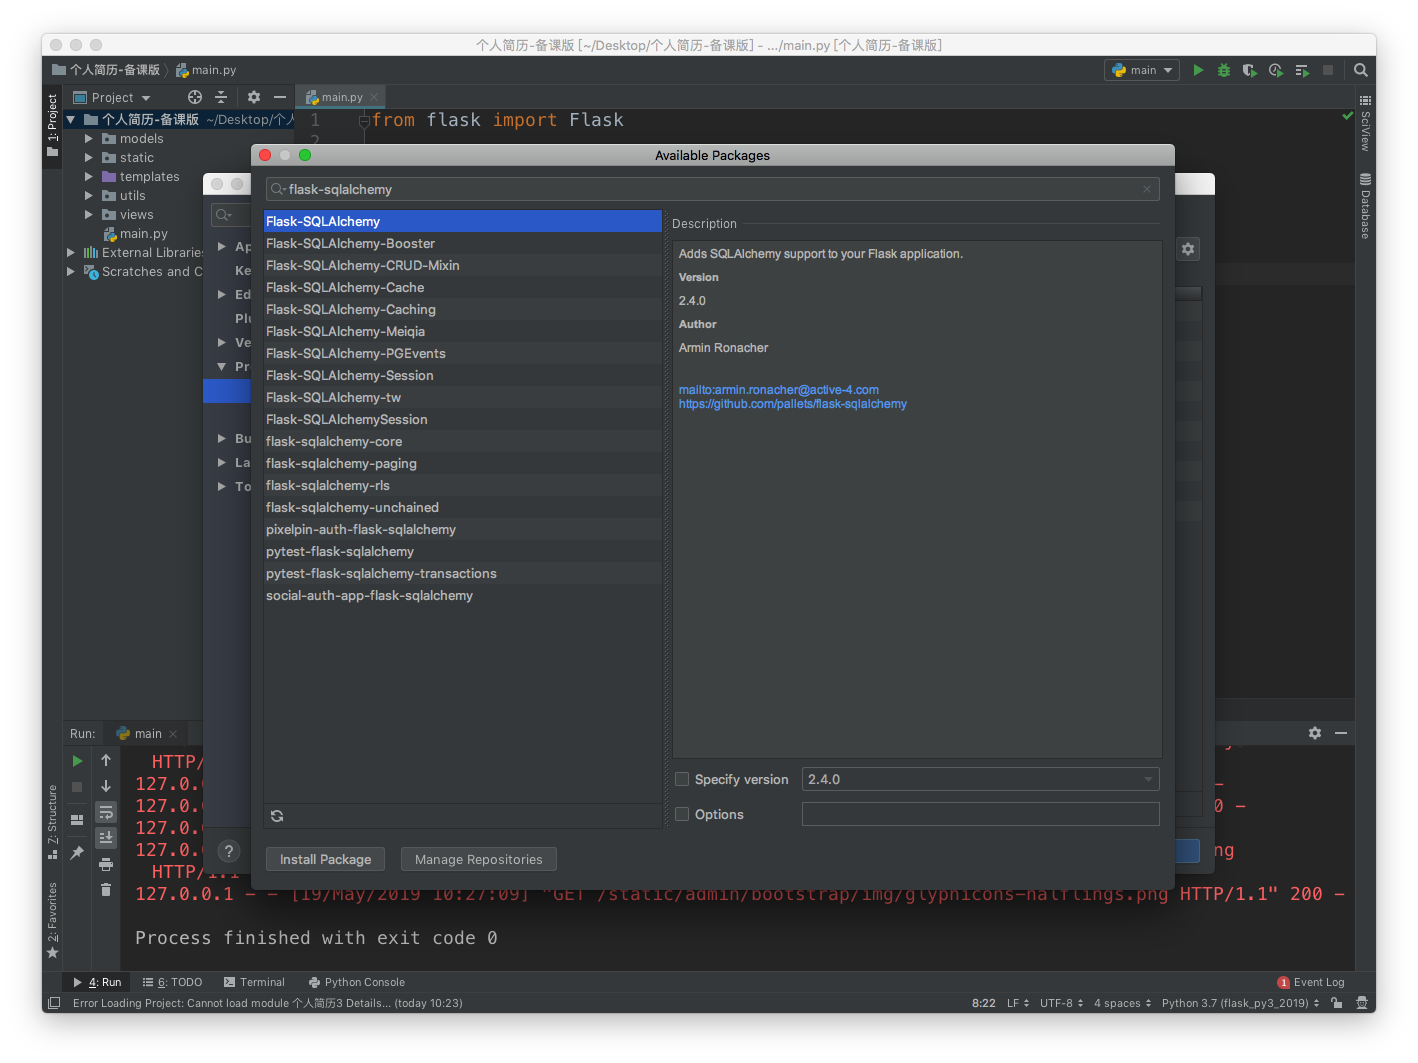 个人简历-备课版 [~/Desktop/个人简历-备课版] - .../main.py [个人简历-备课版]
个人简历-备课版
main.py
main
Project
main.py
1: Project
个人简历-备课版 ~/Desktop/个人
models
static
templates
utils
views
main.py
External Libraries
Scratches and C
1 from flask import Flask
2
SciView
Database
Available Packages
flask-sqlalchemy
Flask-SQLAlchemy
Flask-SQLAlchemy-Booster
Flask-SQLAlchemy-CRUD-Mixin
Flask-SQLAlchemy-Cache
Flask-SQLAlchemy-Caching
Flask-SQLAlchemy-Meiqia
Flask-SQLAlchemy-PGEvents
Flask-SQLAlchemy-Session
Flask-SQLAlchemy-tw
Flask-SQLAlchemySession
flask-sqlalchemy-core
flask-sqlalchemy-paging
flask-sqlalchemy-rls
flask-sqlalchemy-unchained
pixelpin-auth-flask-sqlalchemy
pytest-flask-sqlalchemy
pytest-flask-sqlalchemy-transactions
social-auth-app-flask-sqlalchemy
Description
Adds SQLAlchemy support to your Flask application.
Version
2.4.0
Author
Armin Ronacher
mailto:armin.ronacher@active-4.com
https://github.com/pallets/flask-sqlalchemy
Specify version
2.4.0
Options
Install Package
Manage Repositories
Ap
Ke
Ed
Plu
Ve
Pr
Bu
La
To
?
Run:
main
HTTP/
127.0.0
127.0.0
0 -
127.0.0
127.0.0
ng
HTTP/1.1
127.0.0.1 - - [19/May/2019 10:27:09] "GET /static/admin/bootstrap/img/glyphicons-halflings.png HTTP/1.1" 200 -
Process finished with exit code 0
Z: Structure
2: Favorites
4: Run
6: TODO
Terminal
Python Console
1 Event Log
Error Loading Project: Cannot load module 个人简历3 Details... (today 10:23)
8:22
LF
UTF-8
4 spaces
Python 3.7 (flask_py3_2019)